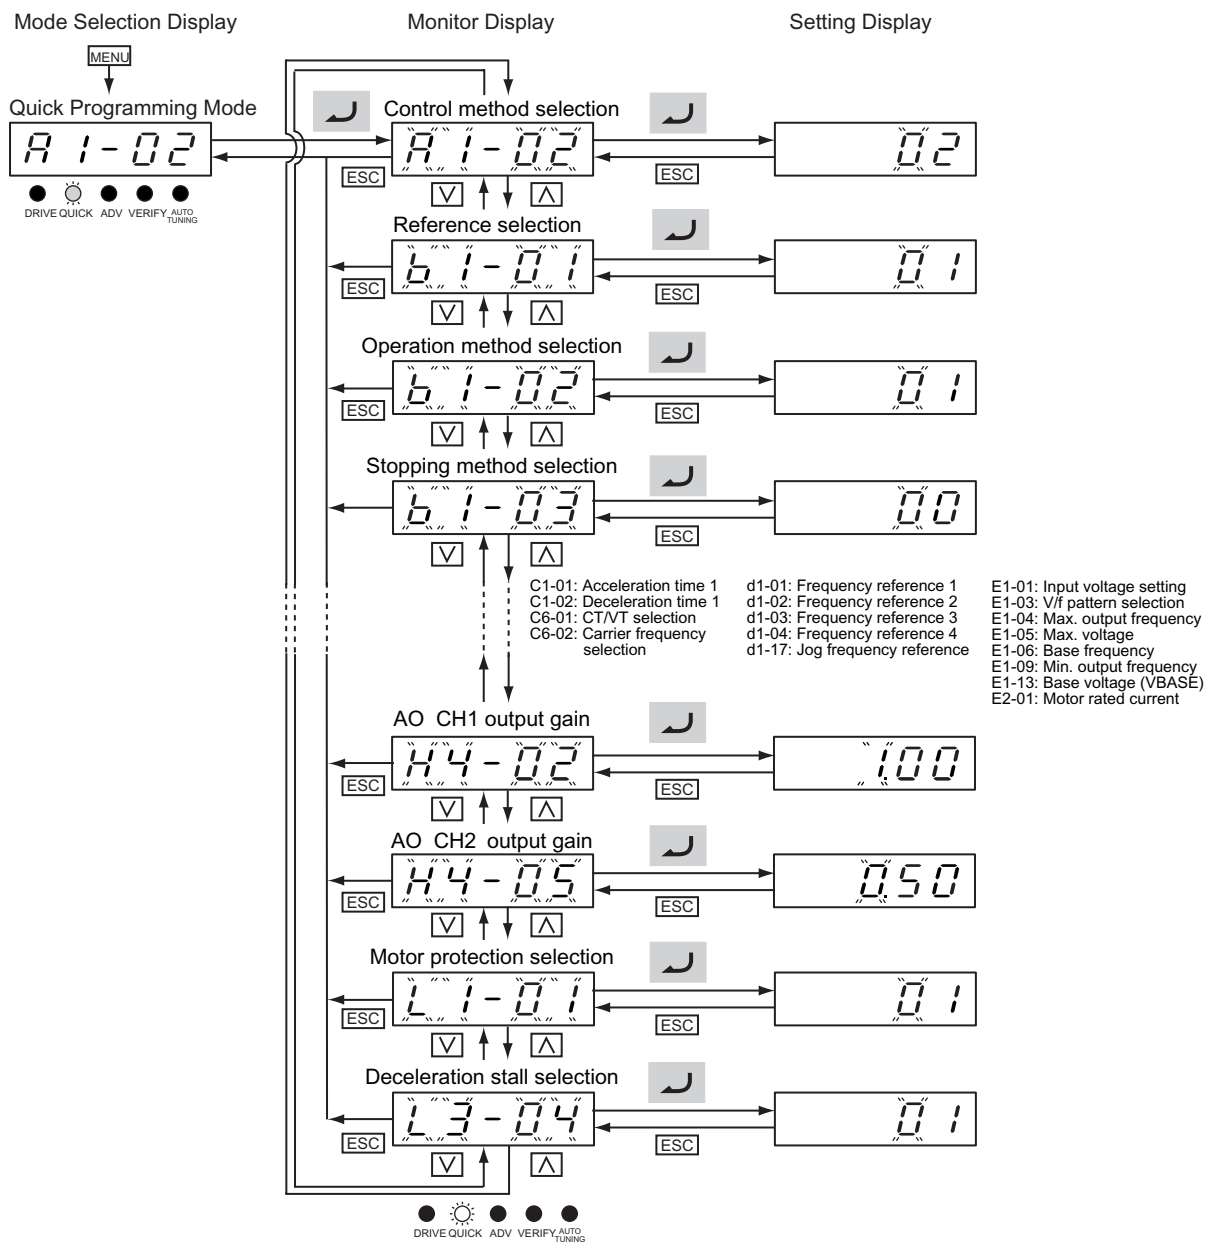 Mode Selection Display
Monitor Display
Setting Display
MENU
Quick Programming Mode
A1-02
DRIVE QUICK ADV VERIFY AUTO TUNING
Control method selection
ESC
A1-02
ESC
02
Reference selection
ESC
b1-01
ESC
01
Operation method selection
ESC
b1-02
ESC
01
Stopping method selection
b1-03
ESC
00
C1-01: Acceleration time 1
C1-02: Deceleration time 1
C6-01: CT/VT selection
C6-02: Carrier frequency
selection
d1-01: Frequency reference 1
d1-02: Frequency reference 2
d1-03: Frequency reference 3
d1-04: Frequency reference 4
d1-17: Jog frequency reference
E1-01: Input voltage setting
E1-03: V/f pattern selection
E1-04: Max. output frequency
E1-05: Max. voltage
E1-06: Base frequency
E1-09: Min. output frequency
E1-13: Base voltage (VBASE)
E2-01: Motor rated current
AO CH1 output gain
ESC
H4-02
ESC
1.00
AO CH2 output gain
ESC
H4-05
ESC
0.50
Motor protection selection
ESC
L1-01
ESC
01
Deceleration stall selection
ESC
L3-04
ESC
01
DRIVE QUICK ADV VERIFY AUTO TUNING